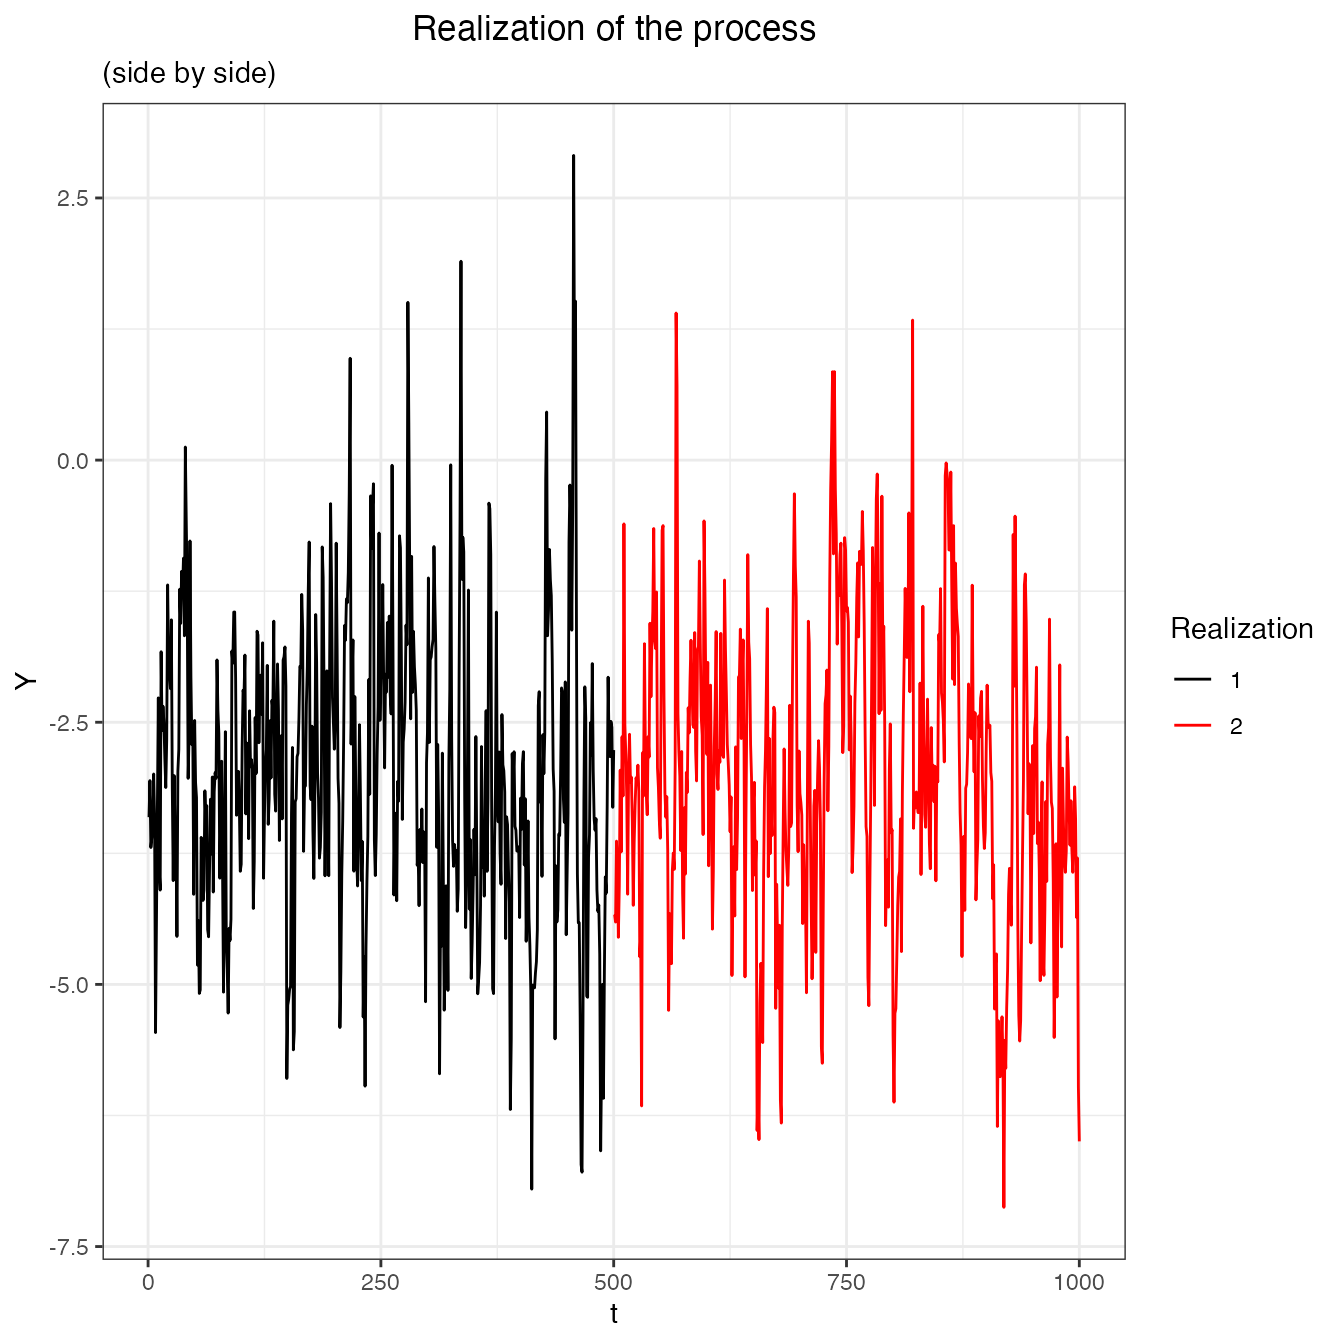 Realization of the process
(side by side)
Y
2.5
0.0
-2.5
-5.0
-7.5
0 250 500 750 1000
t
Realization
1
2